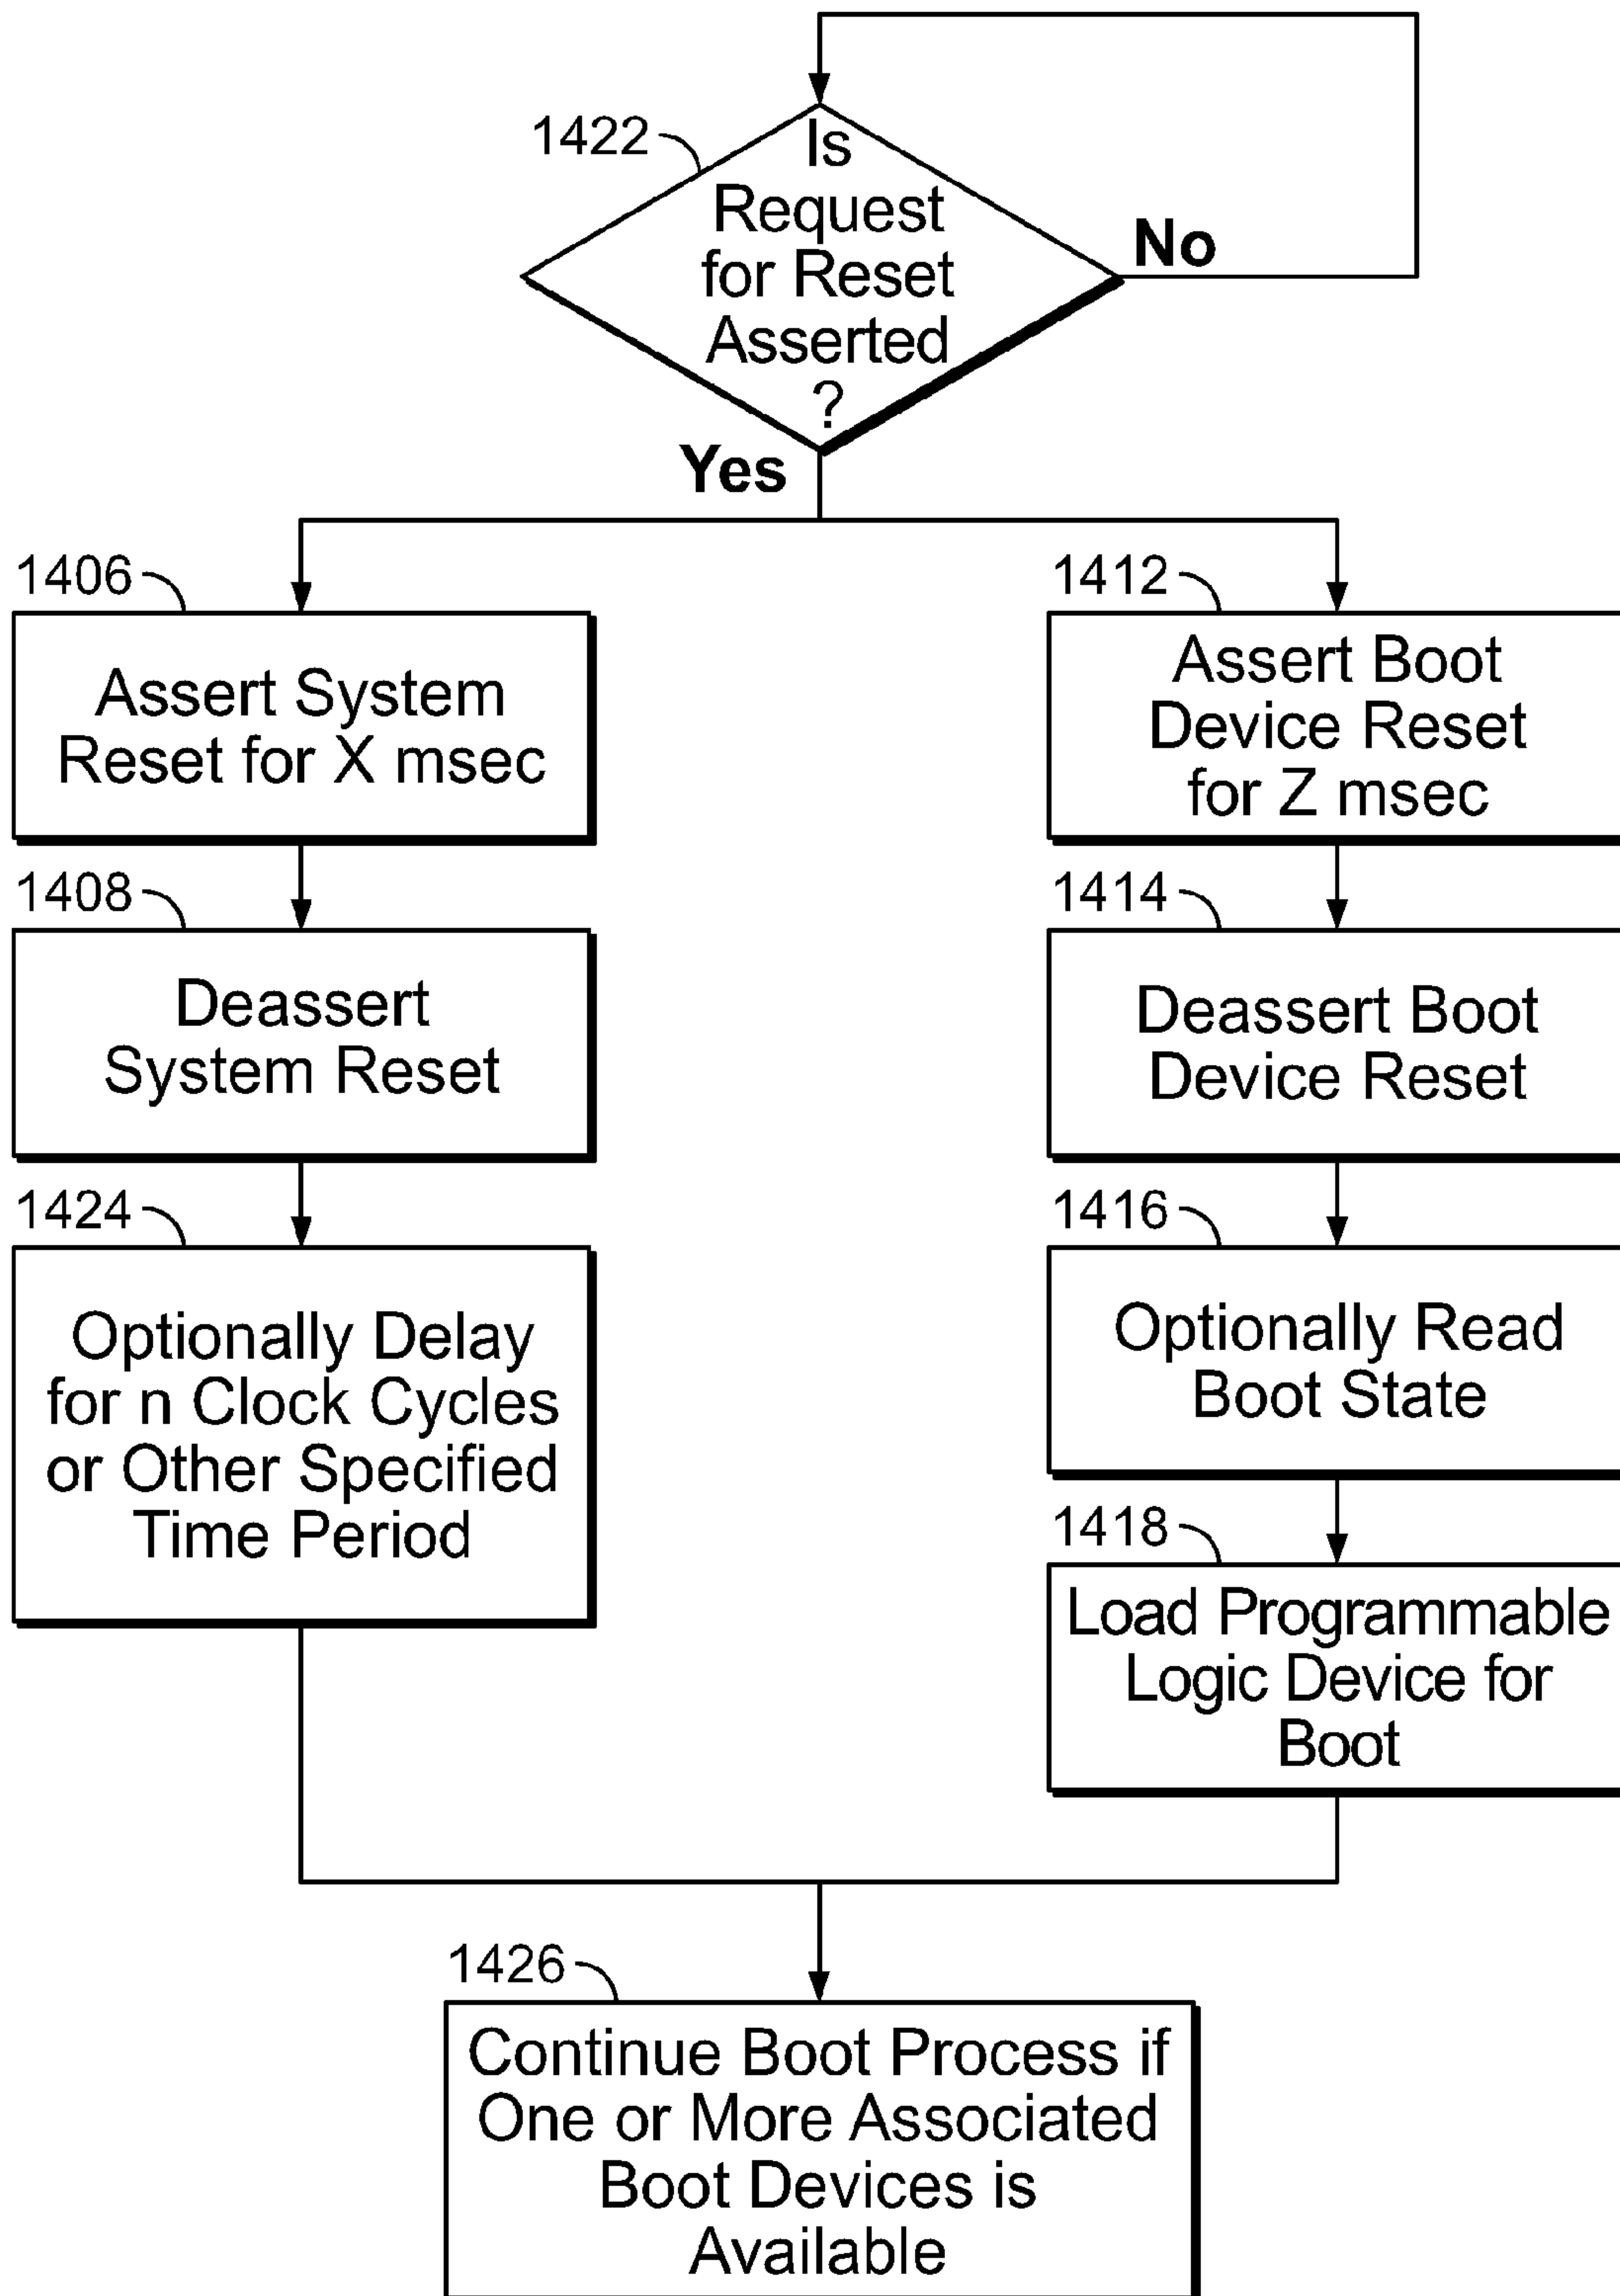 1422
Is
Request
for Reset
Asserted
?
No
Yes
1406
Assert System
Reset for X msec
1408
Deassert
System Reset
1424
Optionally Delay
for n Clock Cycles
or Other Specified
Time Period
1412
Assert Boot
Device Reset
for Z msec
1414
Deassert Boot
Device Reset
1416
Optionally Read
Boot State
1418
Load Programmable
Logic Device for
Boot
1426
Continue Boot Process if
One or More Associated
Boot Devices is
Available